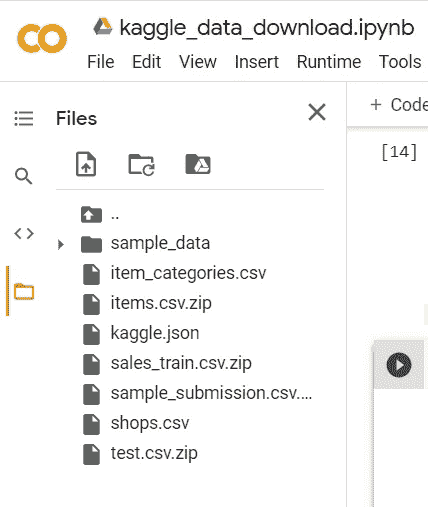 kaggle_data_download.ipynb
File Edit View Insert Runtime Tools
Files
+ Code
[14]
..
sample_data
item_categories.csv
items.csv.zip
kaggle.json
sales_train.csv.zip
sample_submission.csv....
shops.csv
test.csv.zip